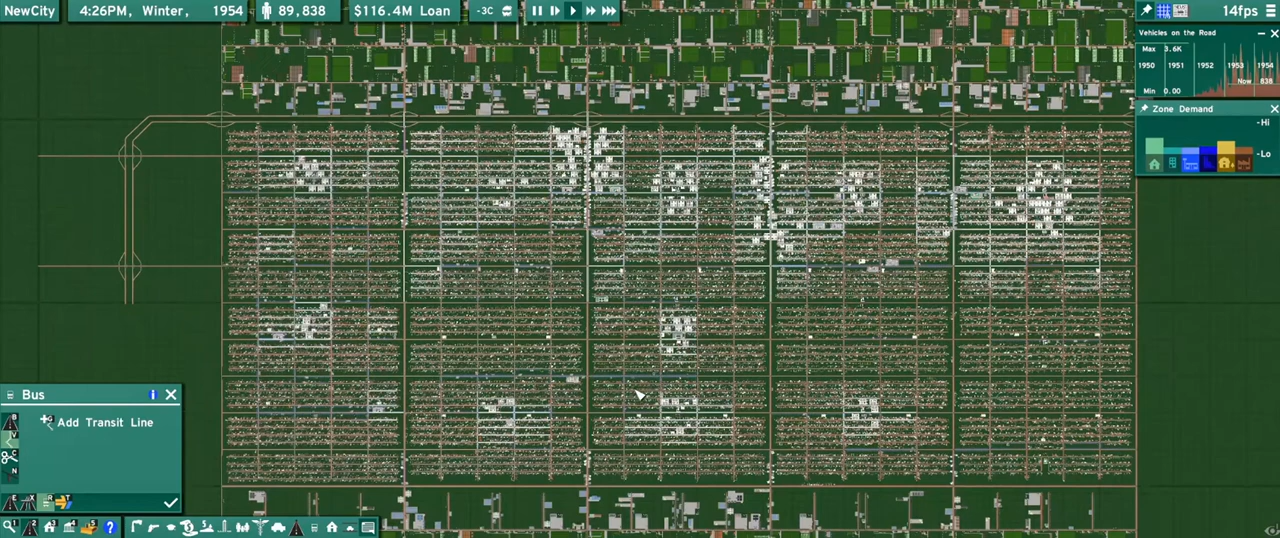 NewCity
4:26PM, Winter, 1954
89,838
$116.4M Loan
-3C
14fps
Vehicles on the Road
Max 3.6K
1950 1951 1952 1953 1954
Now 838
Min 0.00
Zone Demand
-Hi
-Lo
Bus
Add Transit Line